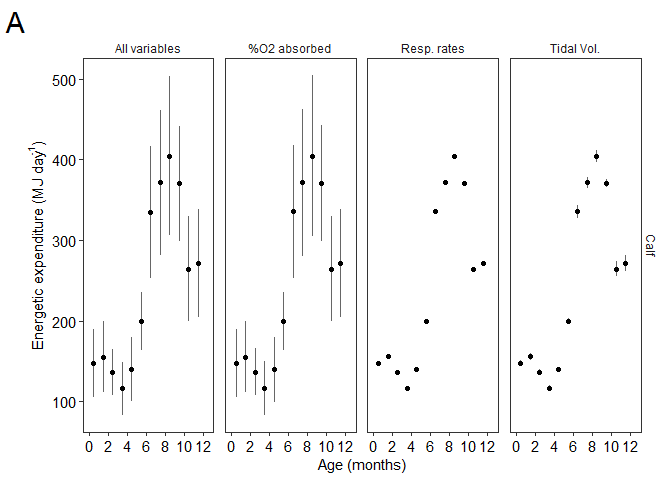 A
All variables %O2 absorbed Resp. rates Tidal Vol.
500
400
300
200
100
Energetic expenditure (MJ day-1)
Calf
0 2 4 6 8 10 12 0 2 4 6 8 10 12 0 2 4 6 8 10 12 0 2 4 6 8 10 12
Age (months)